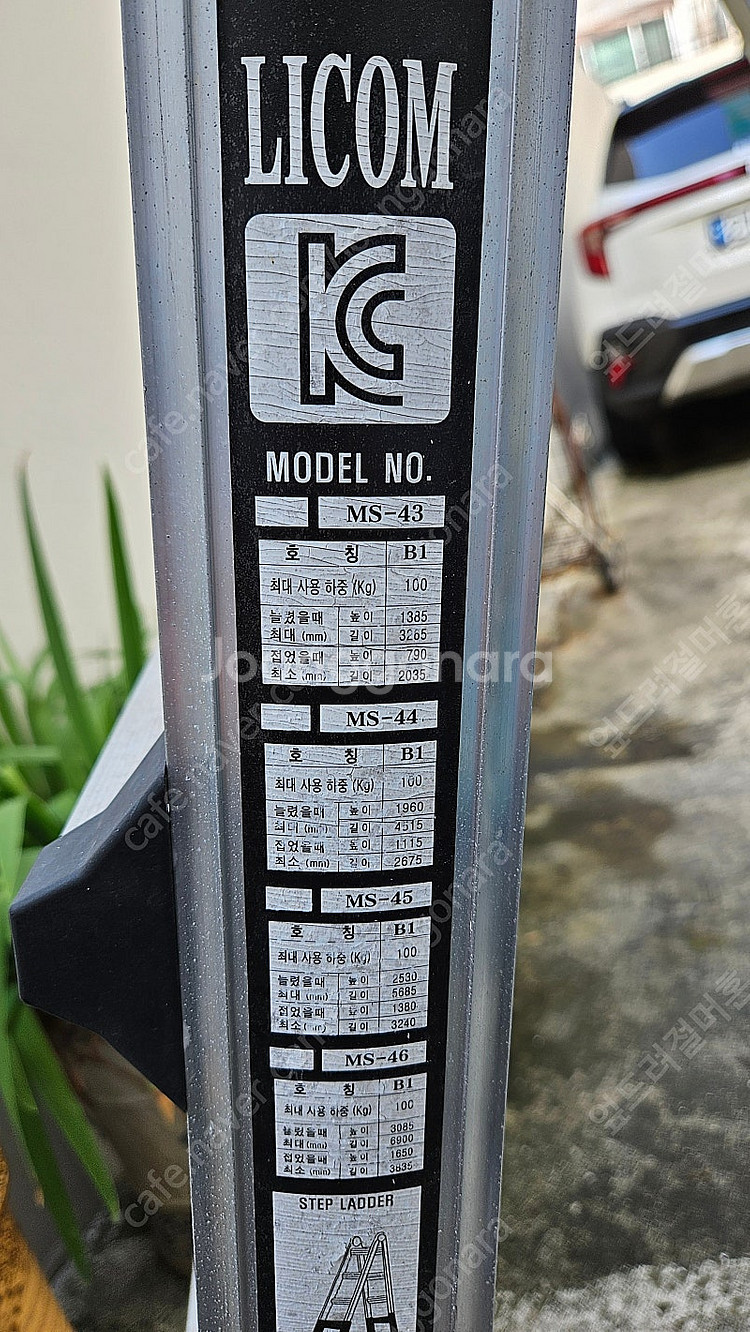 LICOM
MODEL NO.
MS-43
호 칭 B1
최대 사용 하중 (Kg) 100
늘렸을때 높이 1385
최대 (mm) 길이 3265
접었을때 높이 790
최소 (mm) 길이 2035
MS-44
호 칭 B1
최대 사용 하중 (Kg) 100
늘렸을때 높이 1960
최대 (mm) 길이 4515
접었을때 높이 1115
최소 (mm) 길이 2675
MS-45
호 칭 B1
최대 사용 하중 (Kg) 100
늘렸을때 높이 2530
최대 (mm) 길이 5685
접었을때 높이 1380
최소 (mm) 길이 3240
MS-46
호 칭 B1
최대 사용 하중 (Kg) 100
늘렸을때 높이 3085
최대 (mm) 길이 6900
접었을때 높이 1650
최소 (mm) 길이 3835
STEP LADDER
Joonggonara